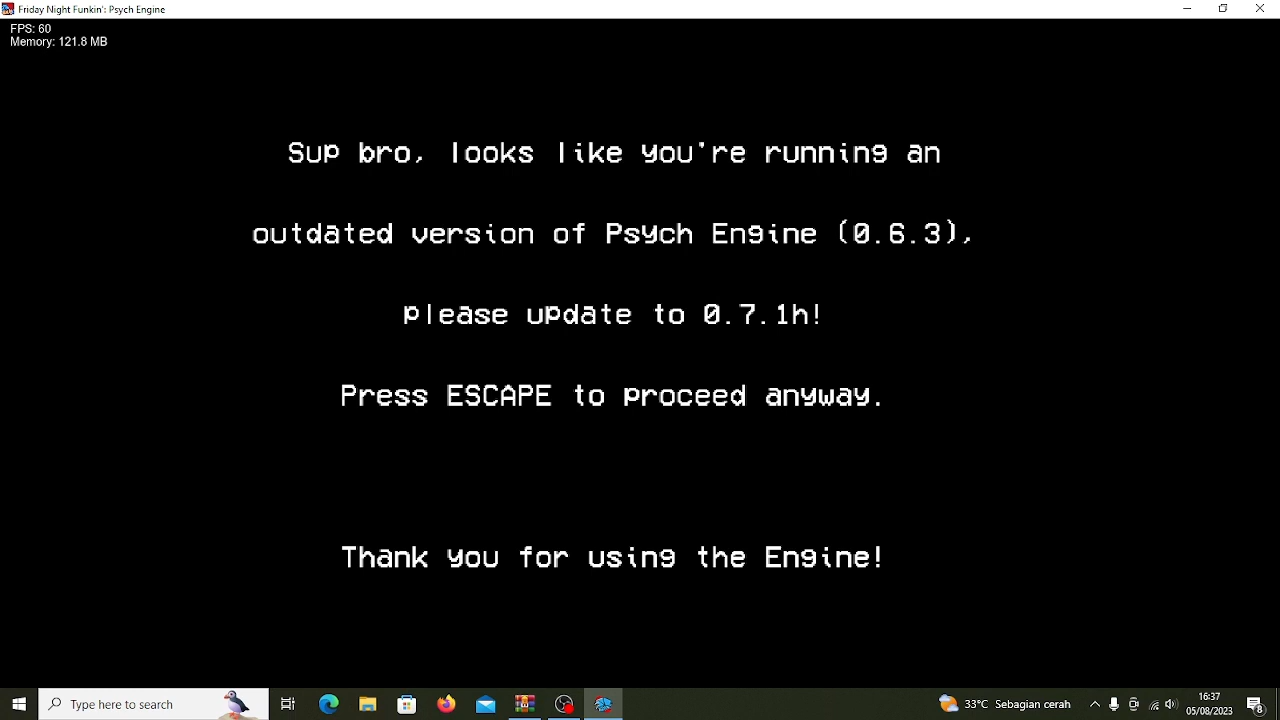 Friday Night Funkin': Psych Engine
FPS: 60
Memory: 121.8 MB
Sup bro, looks like you're running an
outdated version of Psych Engine (0.6.3),
please update to 0.7.1h!
Press ESCAPE to proceed anyway.
Thank you for using the Engine!
Type here to search
33°C Sebagian cerah
16:37
05/08/2023
8